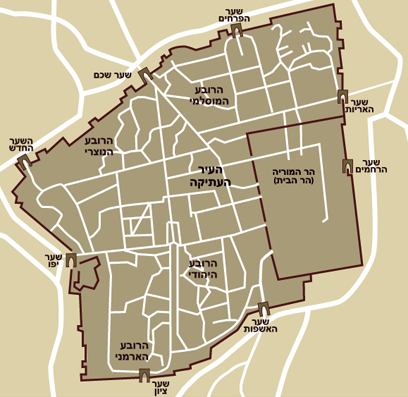 שער
הפרחים
שער שכם
הרובע
המוסלמי
שער
האריות
השער
החדש
הרובע
הנוצרי
שער
הרחמים
העיר
העתיקה
הר המוריה
(הר הבית)
שער
יפו
הרובע
היהודי
שער
האשפות
הרובע
הארמני
שער
ציון